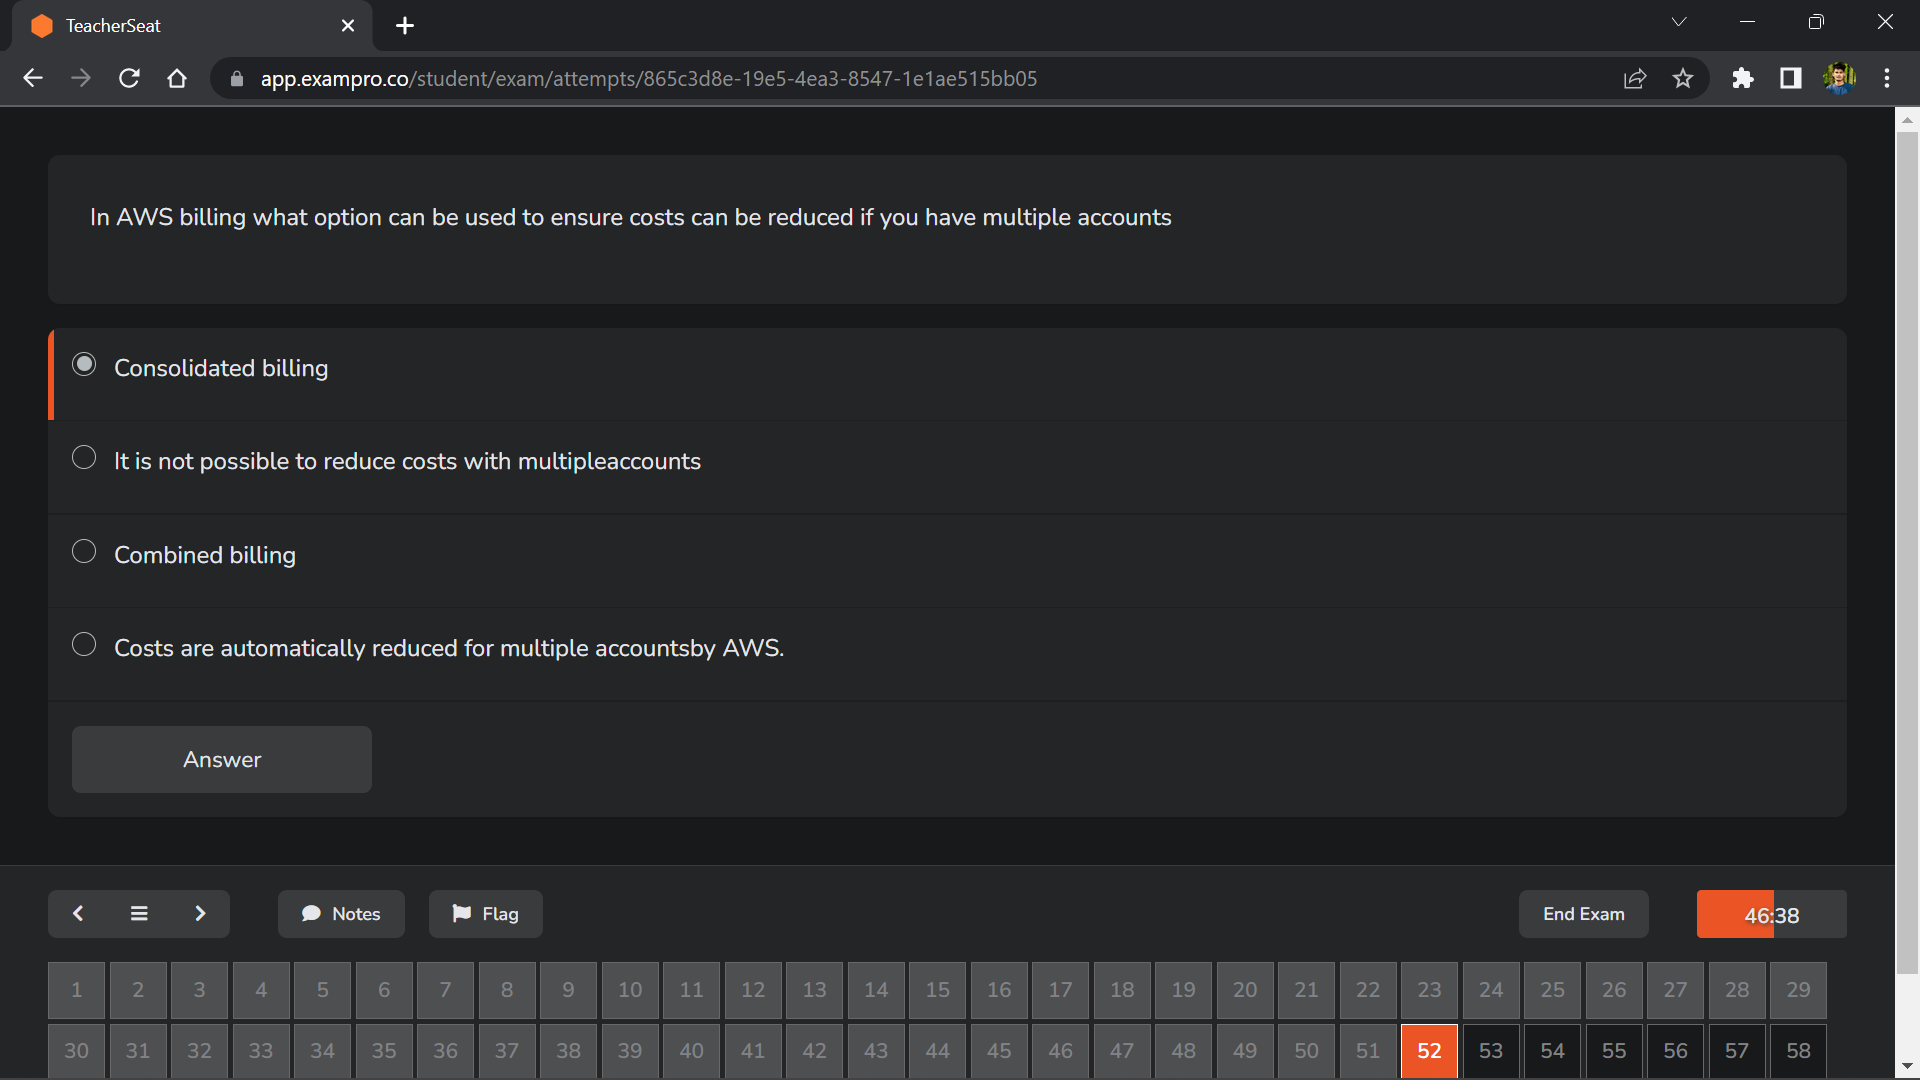 TeacherSeat
app.exampro.co/student/exam/attempts/865c3d8e-19e5-4ea3-8547-1e1ae515bb05
In AWS billing what option can be used to ensure costs can be reduced if you have multiple accounts
Consolidated billing
It is not possible to reduce costs with multipleaccounts
Combined billing
Costs are automatically reduced for multiple accountsby AWS.
Answer
Notes Flag End Exam 46:38
1 2 3 4 5 6 7 8 9 10 11 12 13 14 15 16 17 18 19 20 21 22 23 24 25 26 27 28 29
30 31 32 33 34 35 36 37 38 39 40 41 42 43 44 45 46 47 48 49 50 51 52 53 54 55 56 57 58